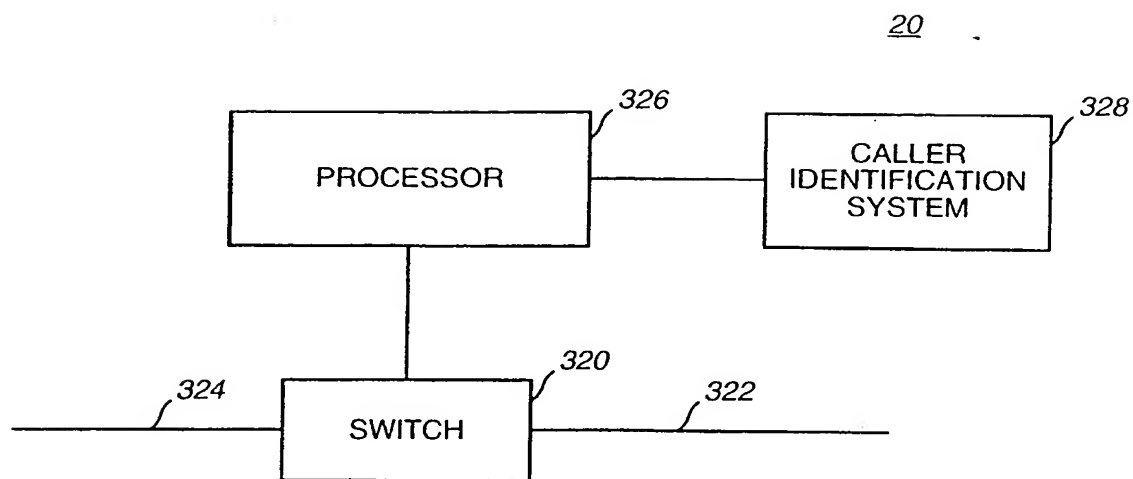 20
326
328
PROCESSOR
CALLER
IDENTIFICATION
SYSTEM
320
324
322
SWITCH